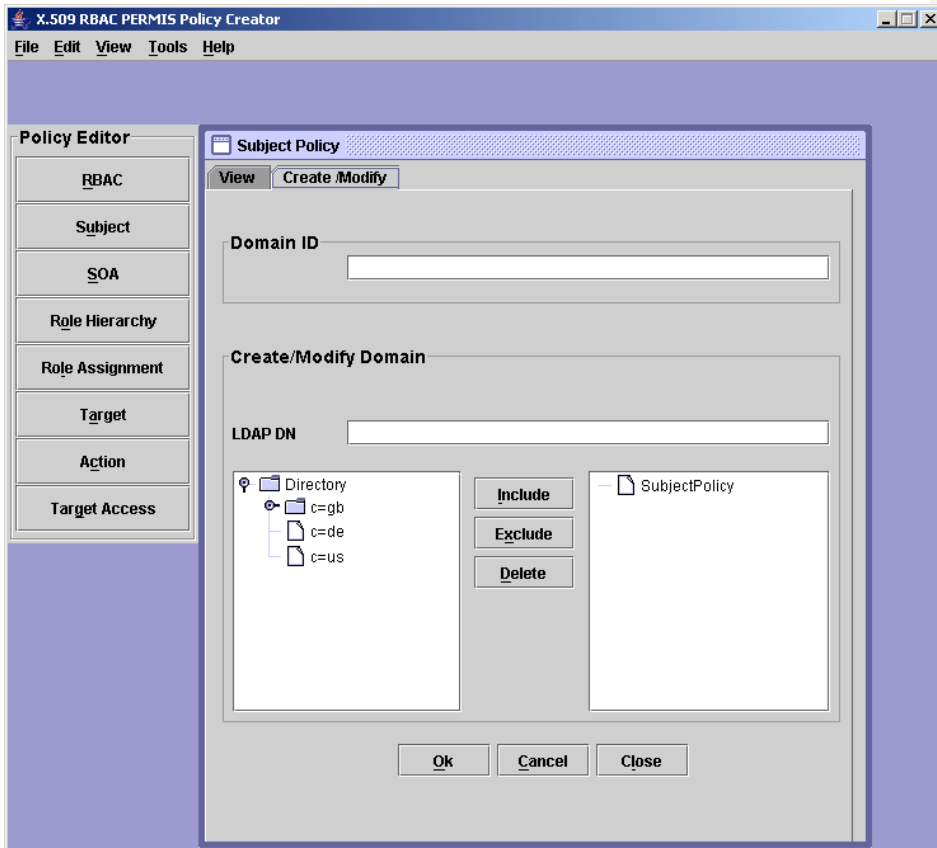 X.509 RBAC PERMIS Policy Creator
File Edit View Tools Help
Policy Editor
RBAC
Subject
SOA
Role Hierarchy
Role Assignment
Target
Action
Target Access
Subject Policy
View Create /Modify
Domain ID
Create/Modify Domain
LDAP DN
Directory
c=gb
c=de
c=us
Include
Exclude
Delete
SubjectPolicy
Ok Cancel Close